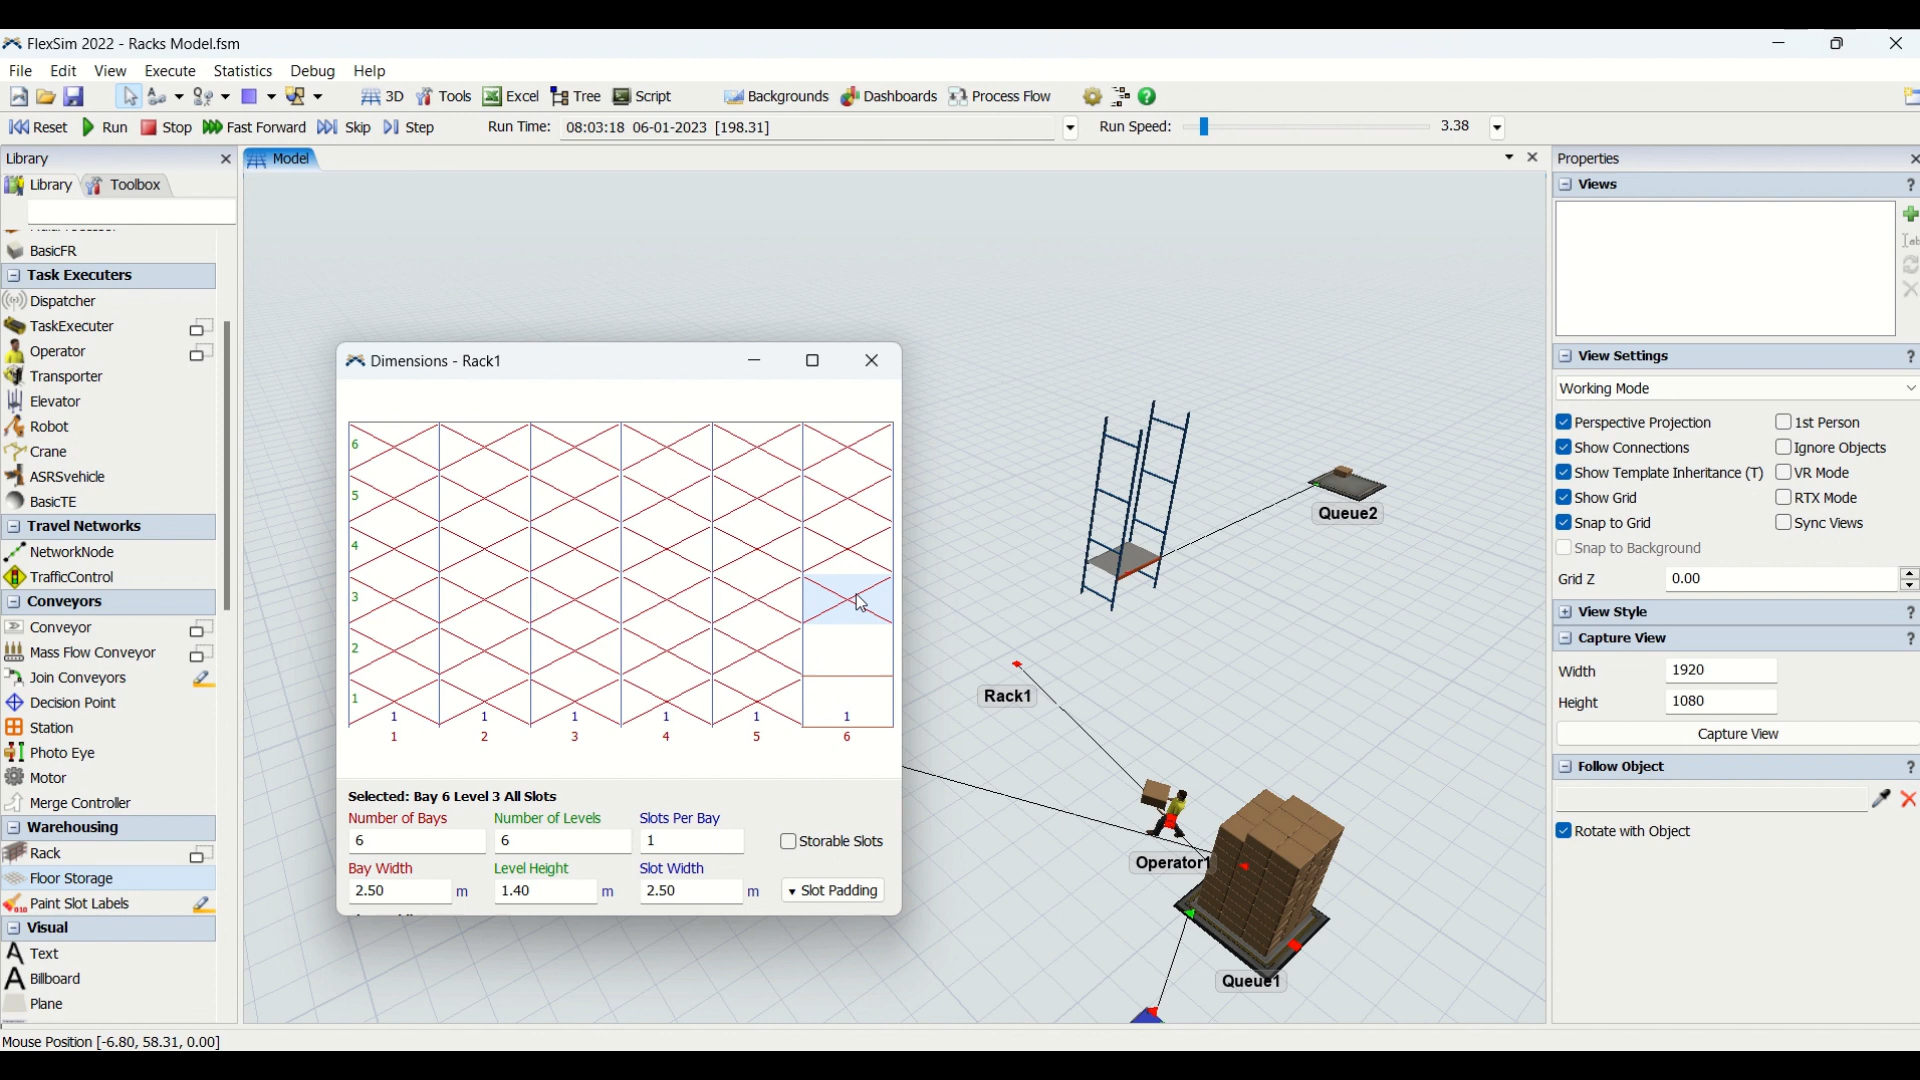 FlexSim 2022 - Racks Model.fsm
File Edit View Execute Statistics Debug Help
3D Tools Excel Tree Script Backgrounds Dashboards Process Flow
Reset Run Stop Fast Forward Skip Step Run Time: 08:03:18 06-01-2023 [198.31] Run Speed: 3.38
Library
Library Toolbox
BasicFR
Task Executers
Dispatcher
TaskExecuter
Operator
Transporter
Elevator
Robot
Crane
ASRSvehicle
BasicTE
Travel Networks
NetworkNode
TrafficControl
Conveyors
Conveyor
Mass Flow Conveyor
Join Conveyors
Decision Point
Station
Photo Eye
Motor
Merge Controller
Warehousing
Rack
Floor Storage
Paint Slot Labels
Visual
Text
Billboard
Plane
Model
Dimensions - Rack1
6
5
4
3
2
1
1 1 1 1 1 1
1 2 3 4 5 6
Selected: Bay 6 Level 3 All Slots
Number of Bays Number of Levels Slots Per Bay
6 6 1 Storable Slots
Bay Width Level Height Slot Width
2.50 m 1.40 m 2.50 m Slot Padding
Queue2
Rack1
Operator1
Queue1
Properties
Views ?
View Settings ?
Working Mode
Perspective Projection 1st Person
Show Connections Ignore Objects
Show Template Inheritance (T) VR Mode
Show Grid RTX Mode
Snap to Grid Sync Views
Snap to Background
Grid Z 0.00
View Style ?
Capture View ?
Width 1920
Height 1080
Capture View
Follow Object ?
Rotate with Object
Mouse Position [-6.80, 58.31, 0.00]